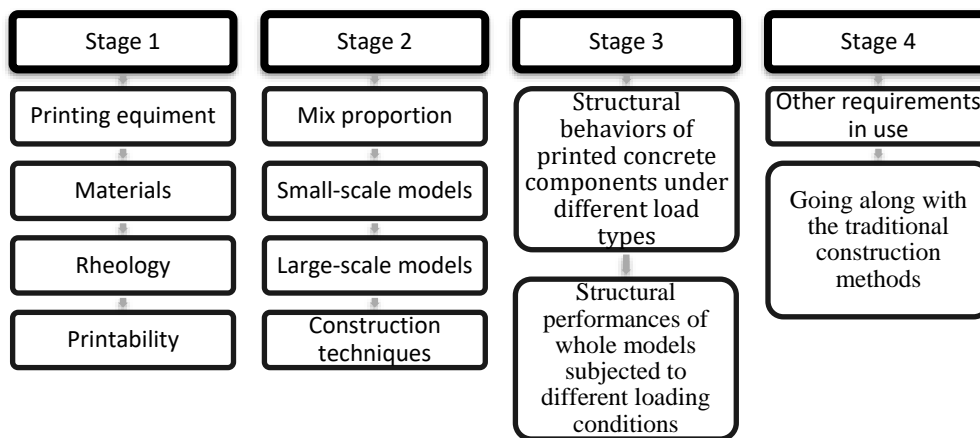 Stage 1
Printing equiment
Materials
Rheology
Printability
Stage 2
Mix proportion
Small-scale models
Large-scale models
Construction
techniques
Stage 3
Structural
behaviors of
printed concrete
components under
different load
types
Structural
performances of
whole models
subjected to
different loading
conditions
Stage 4
Other requirements
in use
Going along with
the traditional
construction
methods